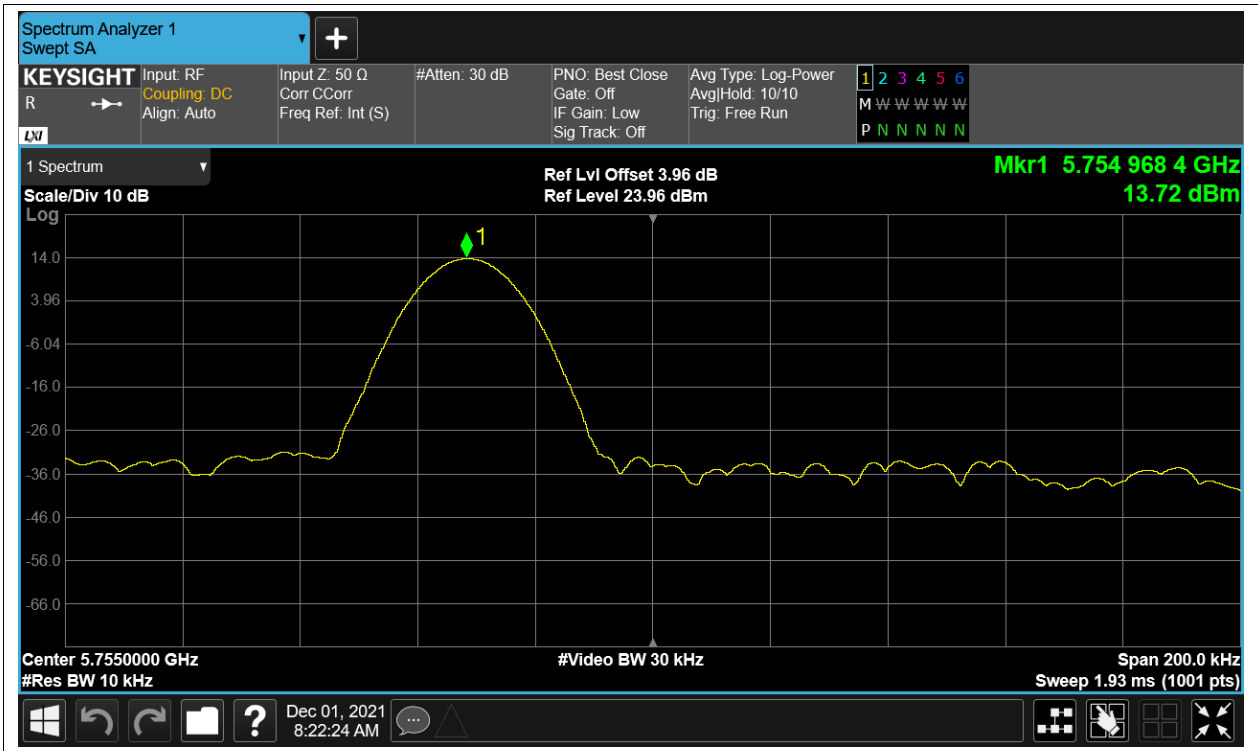 Spectrum Analyzer 1
Swept SA
KEYSIGHT
R
LXI
Input: RF
Coupling: DC
Align: Auto
Input Z: 50 Ω
Corr CCorr
Freq Ref: Int (S)
#Atten: 30 dB
PNO: Best Close
Gate: Off
IF Gain: Low
Sig Track: Off
Avg Type: Log-Power
Avg|Hold: 10/10
Trig: Free Run
1 2 3 4 5 6
M W W W W W
P N N N N N
1 Spectrum
Scale/Div 10 dB
Ref Lvl Offset 3.96 dB
Ref Level 23.96 dBm
Mkr1 5.754 968 4 GHz
13.72 dBm
Log
1
14.0
3.96
-6.04
-16.0
-26.0
-36.0
-46.0
-56.0
-66.0
Center 5.7550000 GHz
#Video BW 30 kHz
Span 200.0 kHz
#Res BW 10 kHz
Sweep 1.93 ms (1001 pts)
?
Dec 01, 2021
8:22:24 AM